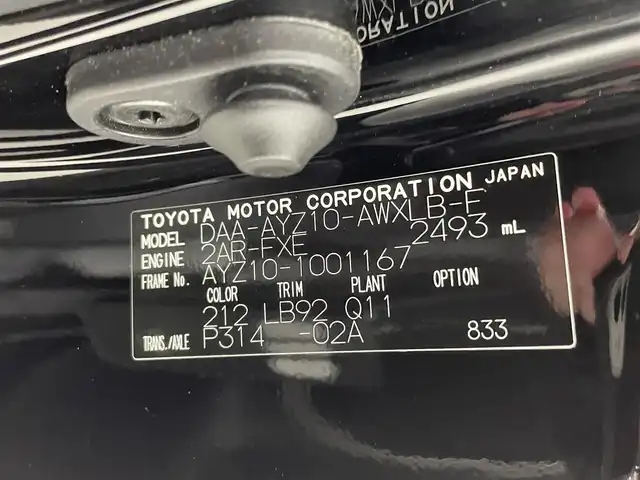 TOYOTA MOTOR CORPORATION JAPAN
MODEL DAA-AYZ10-AWXLB-E
ENGINE 2AR-FXE 2493 mL
FRAME No. AYZ10-1001167
COLOR TRIM PLANT OPTION
212 LB92 Q11
TRANS./AXLE P314 -02A 833